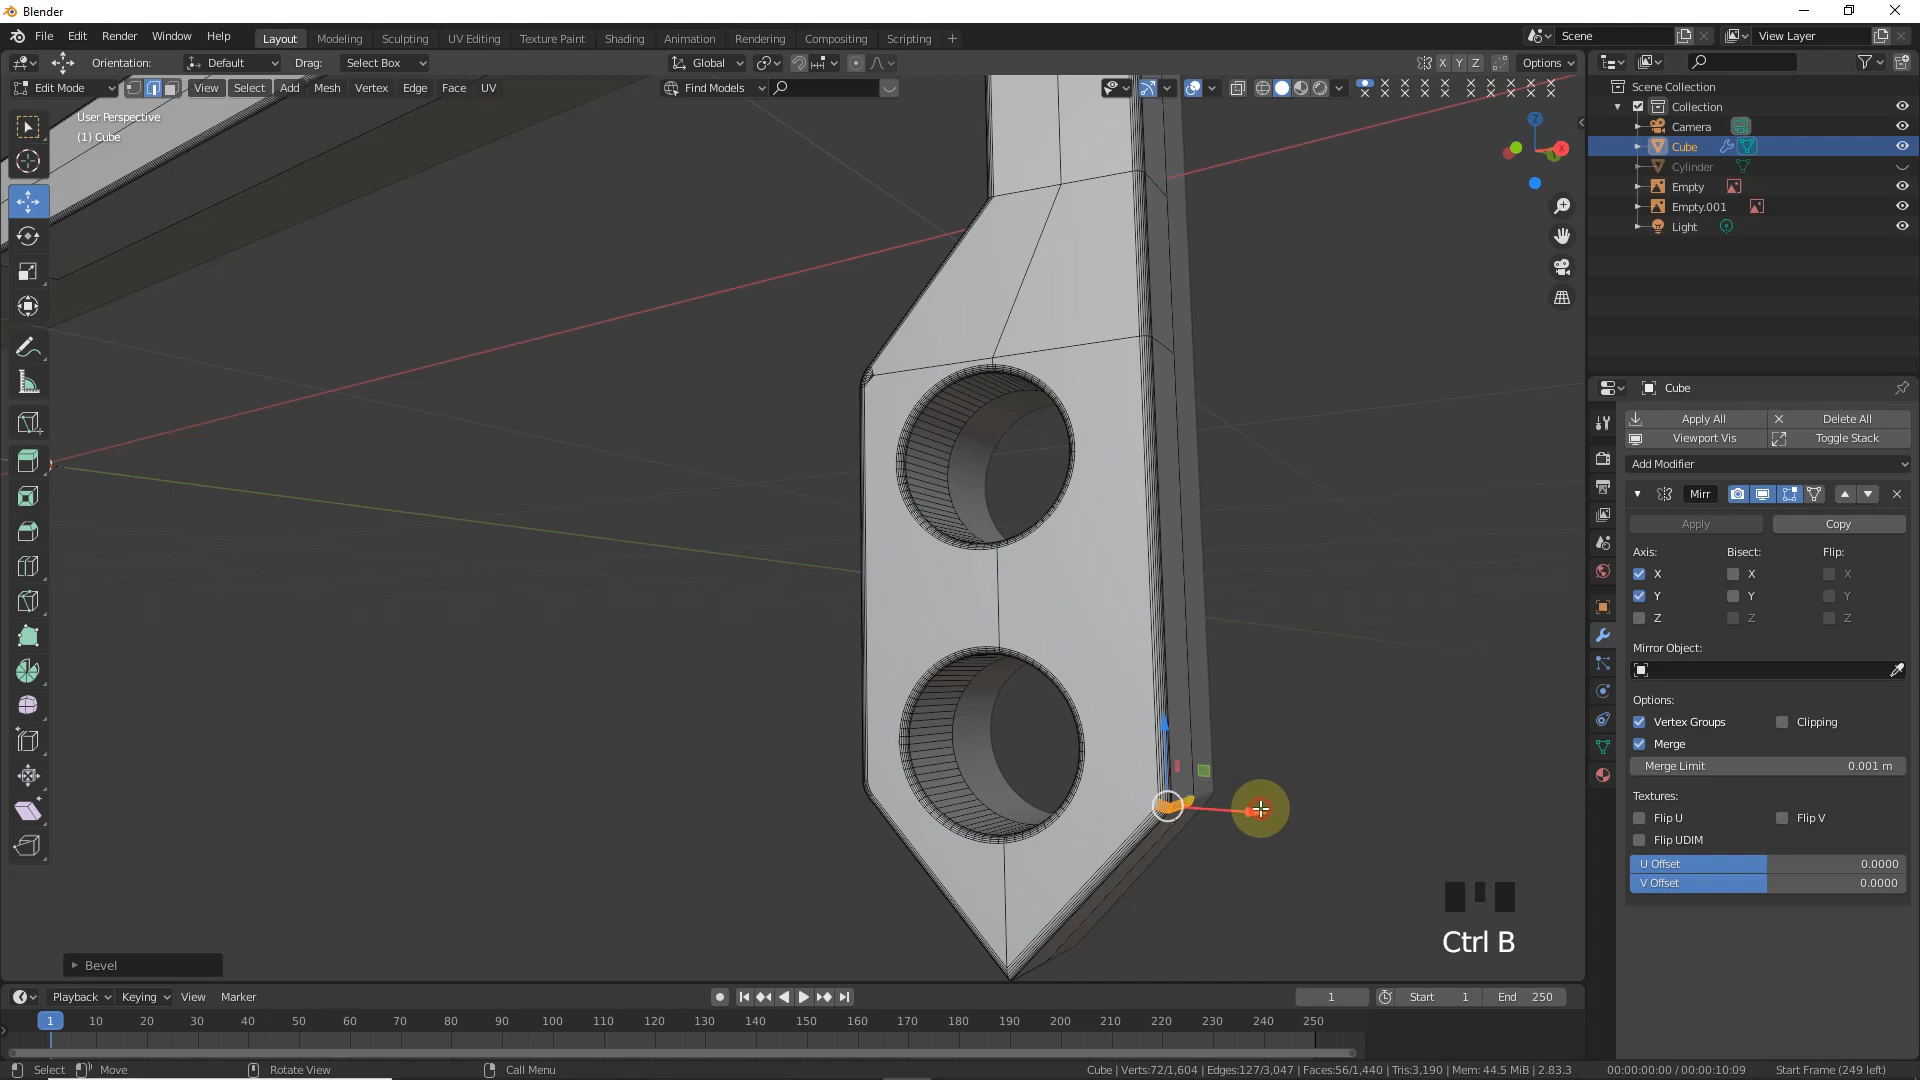 Blender
File Edit Render Window Help
Layout Modeling Sculpting UV Editing Texture Paint Shading Animation Rendering Compositing Scripting +
Scene
View Layer
Orientation: Default Drag: Select Box
Global
X Y Z Options
Edit Mode View Select Add Mesh Vertex Edge Face UV
Find Models
User Perspective
(1) Cube
Z
X
Scene Collection
Collection
Camera
Cube
Cylinder
Empty
Empty.001
Light
Cube
Apply All Delete All
Viewport Vis Toggle Stack
Add Modifier
Mirr
Apply Copy
Axis: Bisect: Flip:
X X X
Y Y Y
Z Z Z
Mirror Object:
Options:
Vertex Groups Clipping
Merge
Merge Limit 0.001 m
Textures:
Flip U Flip V
Flip UDIM
U Offset 0.0000
V Offset 0.0000
Ctrl B
Bevel
Playback Keying View Marker
1 Start 1 End 250
1 10 20 30 40 50 60 70 80 90 100 110 120 130 140 150 160 170 180 190 200 210 220 230 240 250
Select Move Rotate View Call Menu
Cube | Verts:72/1,604 | Edges:127/3,047 | Faces:56/1,440 | Tris:3,190 | Mem: 44.5 MiB | 2.83.3 00:00:00:00 / 00:00:10:09 Start Frame (249 left)